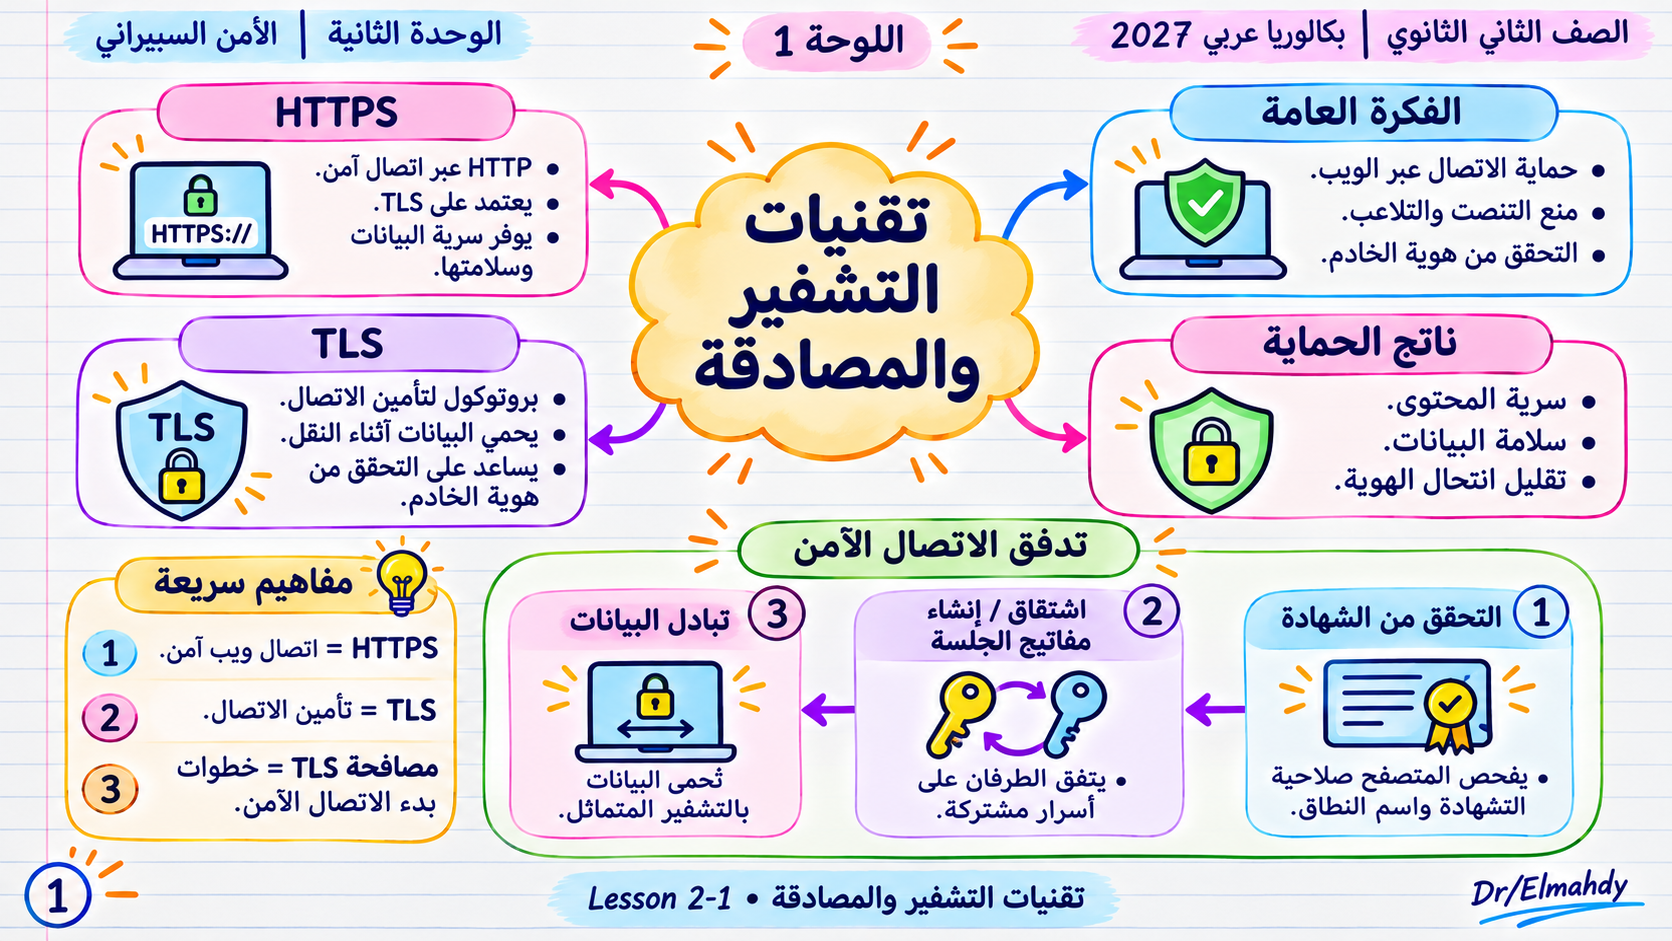 الصف الثاني الثانوي | بكالوريا عربي 2027
اللوحة 1
الوحدة الثانية | الأمن السيبراني
تقنيات
التشفير
والمصادقة
الفكرة العامة
• حماية الاتصال عبر الويب.
• منع التنصت والتلاعب.
• التحقق من هوية الخادم.
HTTPS
• HTTP عبر اتصال آمن.
• يعتمد على TLS.
• يوفر سرية البيانات
وسلامتها.
HTTPS://
ناتج الحماية
• سرية المحتوى.
• سلامة البيانات.
• تقليل انتحال الهوية.
TLS
• بروتوكول لتأمين الاتصال.
• يحمي البيانات أثناء النقل.
• يساعد على التحقق من
هوية الخادم.
TLS
تدفق الاتصال الآمن
1
التحقق من الشهادة
• يفحص المتصفح صلاحية
الشهادة واسم النطاق.
2
اشتقاق / إنشاء
مفاتيح الجلسة
• يتفق الطرفان على
أسرار مشتركة.
3
تبادل البيانات
تُحمى البيانات
بالتشفير المتماثل.
مفاهيم سريعة
1
HTTPS = اتصال ويب آمن.
2
TLS = تأمين الاتصال.
3
مصافحة TLS = خطوات
بدء الاتصال الآمن.
1
تقنيات التشفير والمصادقة • Lesson 2-1
Dr/Elmahdy